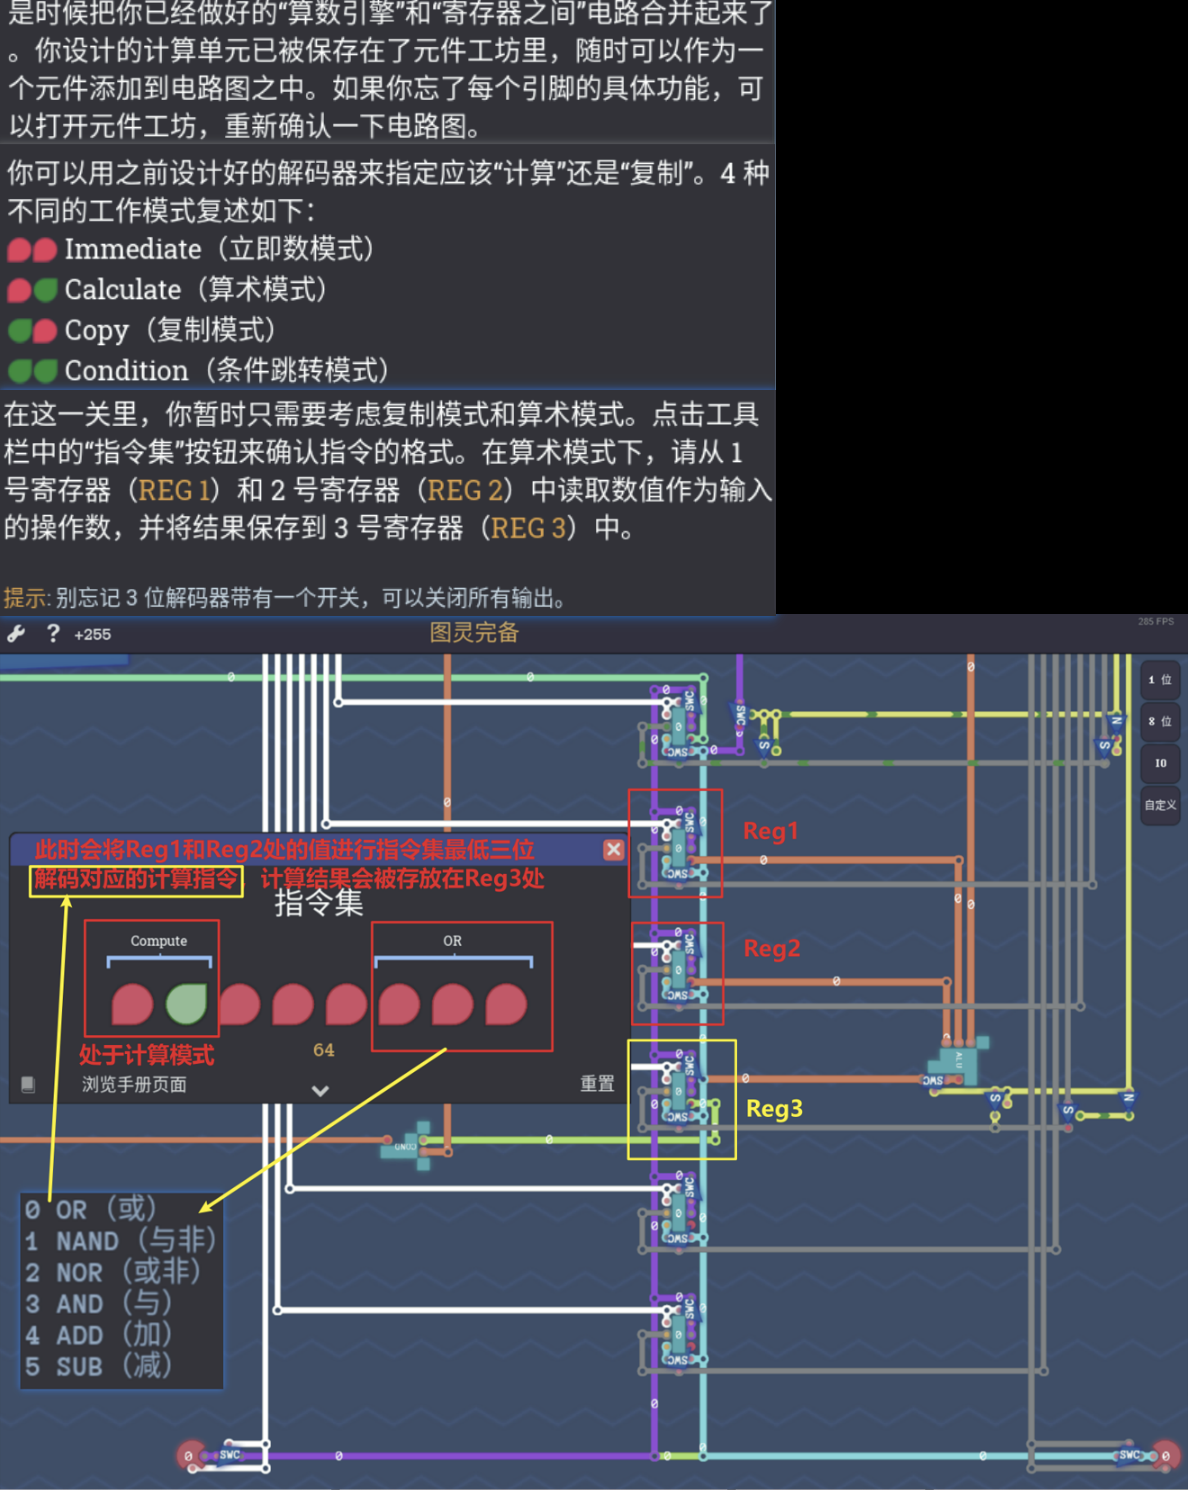 是时候把你已经做好的“算数引擎”和“寄存器之间”电路合并起来了
。你设计的计算单元已被保存在了元件工坊里，随时可以作为一
个元件添加到电路图之中。如果你忘了每个引脚的具体功能，可
以打开元件工坊，重新确认一下电路图。
你可以用之前设计好的解码器来指定应该“计算”还是“复制”。4 种
不同的工作模式复述如下：
Immediate（立即数模式）
Calculate（算术模式）
Copy（复制模式）
Condition（条件跳转模式）
在这一关里，你暂时只需要考虑复制模式和算术模式。点击工具
栏中的“指令集”按钮来确认指令的格式。在算术模式下，请从 1
号寄存器（REG 1）和 2 号寄存器（REG 2）中读取数值作为输入
的操作数，并将结果保存到 3 号寄存器（REG 3）中。
提示: 别忘记 3 位解码器带有一个开关，可以关闭所有输出。
? +255
图灵完备
285 FPS
1 位
8 位
IO
自定义
此时会将Reg1和Reg2处的值进行指令集最低三位
解码对应的计算指令，计算结果会被存放在Reg3处
指令集
Compute
OR
处于计算模式
64
浏览手册页面
重置
Reg1
Reg2
Reg3
ALU
COND
0 OR（或）
1 NAND（与非）
2 NOR（或非）
3 AND（与）
4 ADD（加）
5 SUB（减）
0 SWC 0
0 SWC 0